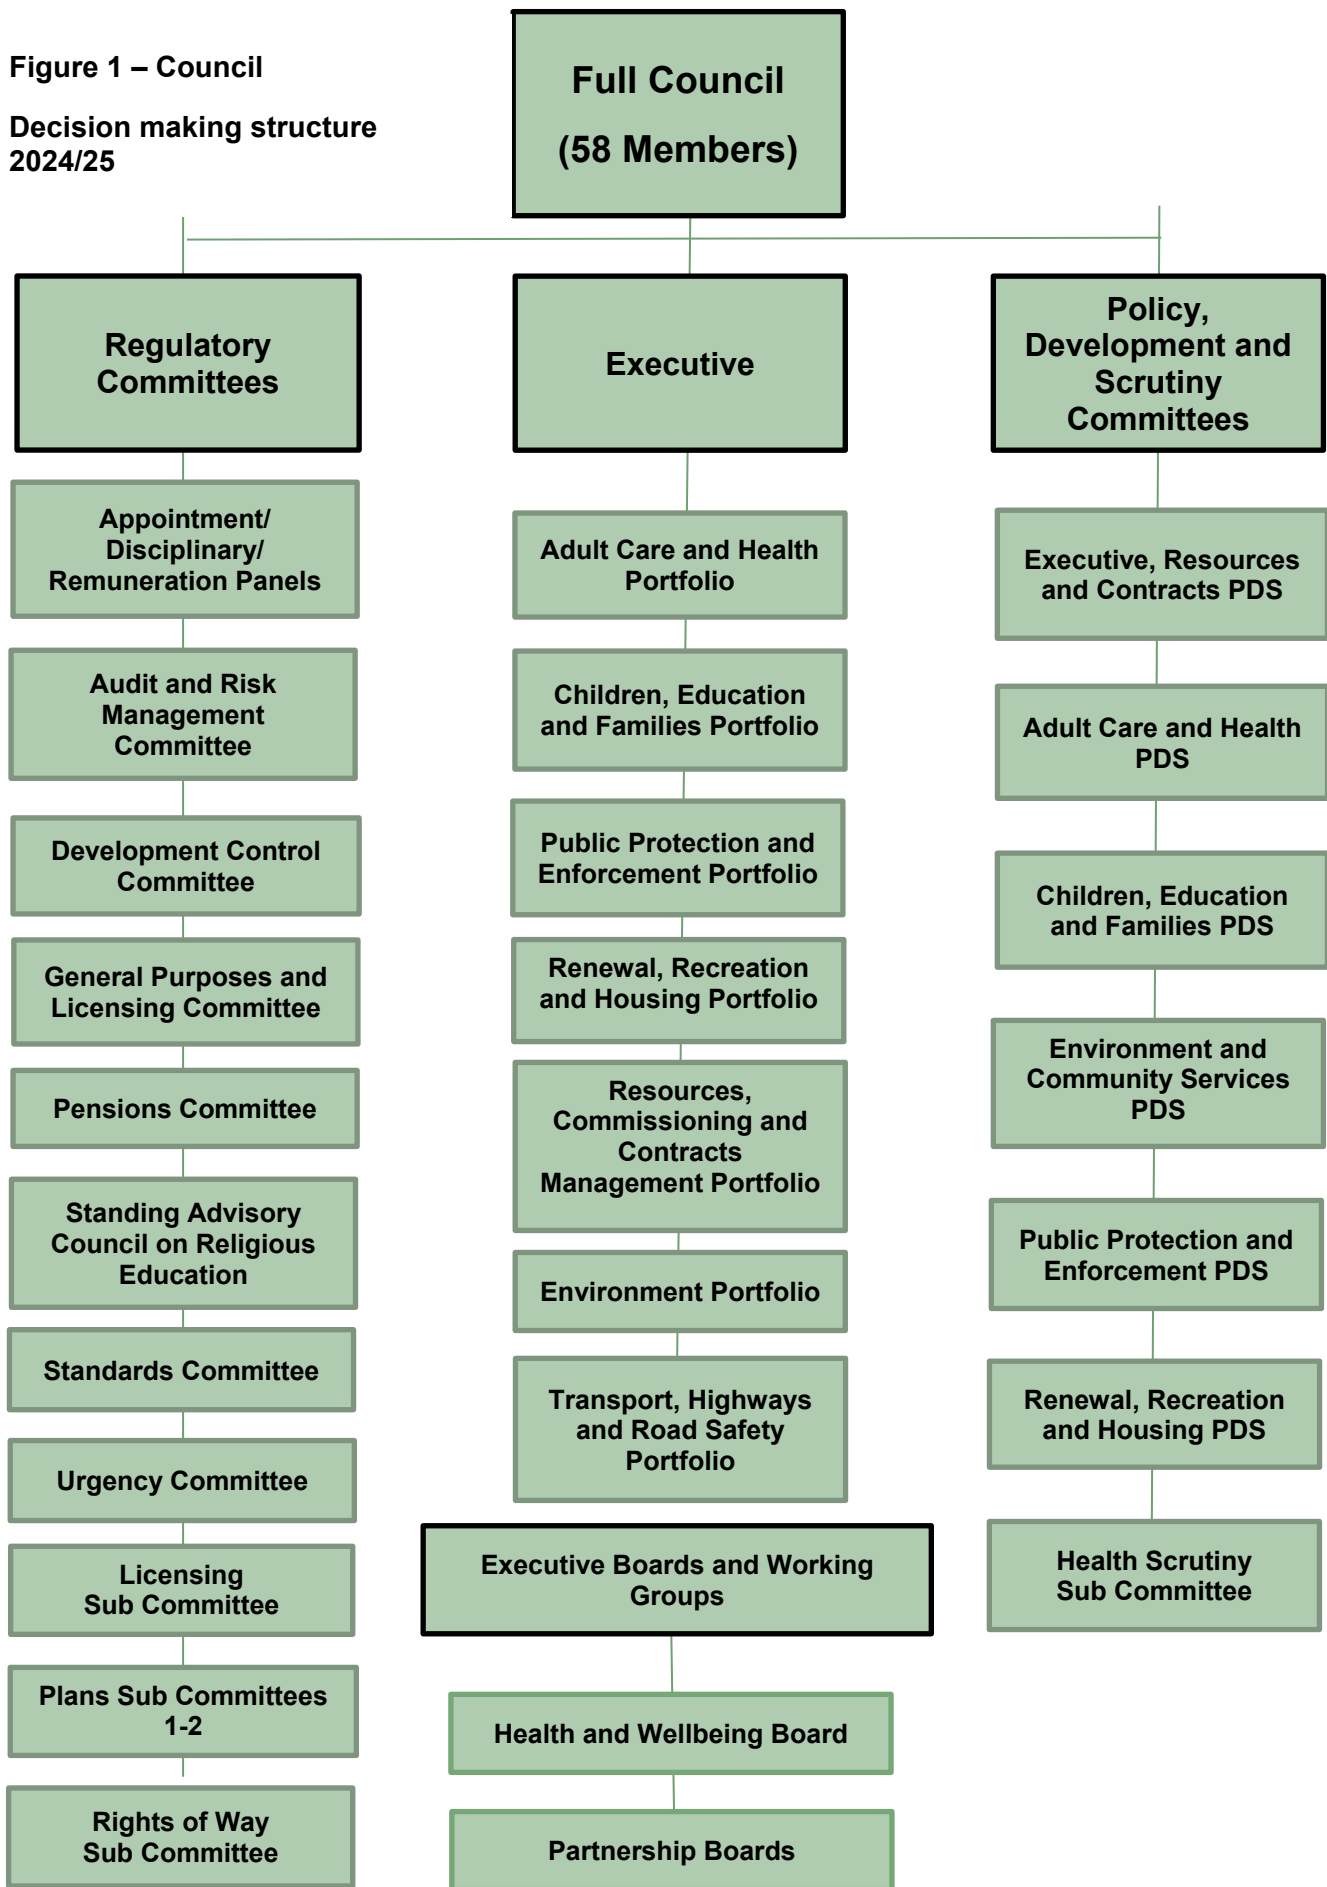 Figure 1 – Council
Decision making structure
2024/25
Full Council
(58 Members)
Regulatory
Committees
Appointment/
Disciplinary/
Remuneration Panels
Audit and Risk
Management
Committee
Development Control
Committee
General Purposes and
Licensing Committee
Pensions Committee
Standing Advisory
Council on Religious
Education
Standards Committee
Urgency Committee
Licensing
Sub Committee
Plans Sub Committees
1-2
Rights of Way
Sub Committee
Executive
Adult Care and Health
Portfolio
Children, Education
and Families Portfolio
Public Protection and
Enforcement Portfolio
Renewal, Recreation
and Housing Portfolio
Resources,
Commissioning and
Contracts
Management Portfolio
Environment Portfolio
Transport, Highways
and Road Safety
Portfolio
Executive Boards and Working
Groups
Health and Wellbeing Board
Partnership Boards
Policy,
Development and
Scrutiny
Committees
Executive, Resources
and Contracts PDS
Adult Care and Health
PDS
Children, Education
and Families PDS
Environment and
Community Services
PDS
Public Protection and
Enforcement PDS
Renewal, Recreation
and Housing PDS
Health Scrutiny
Sub Committee